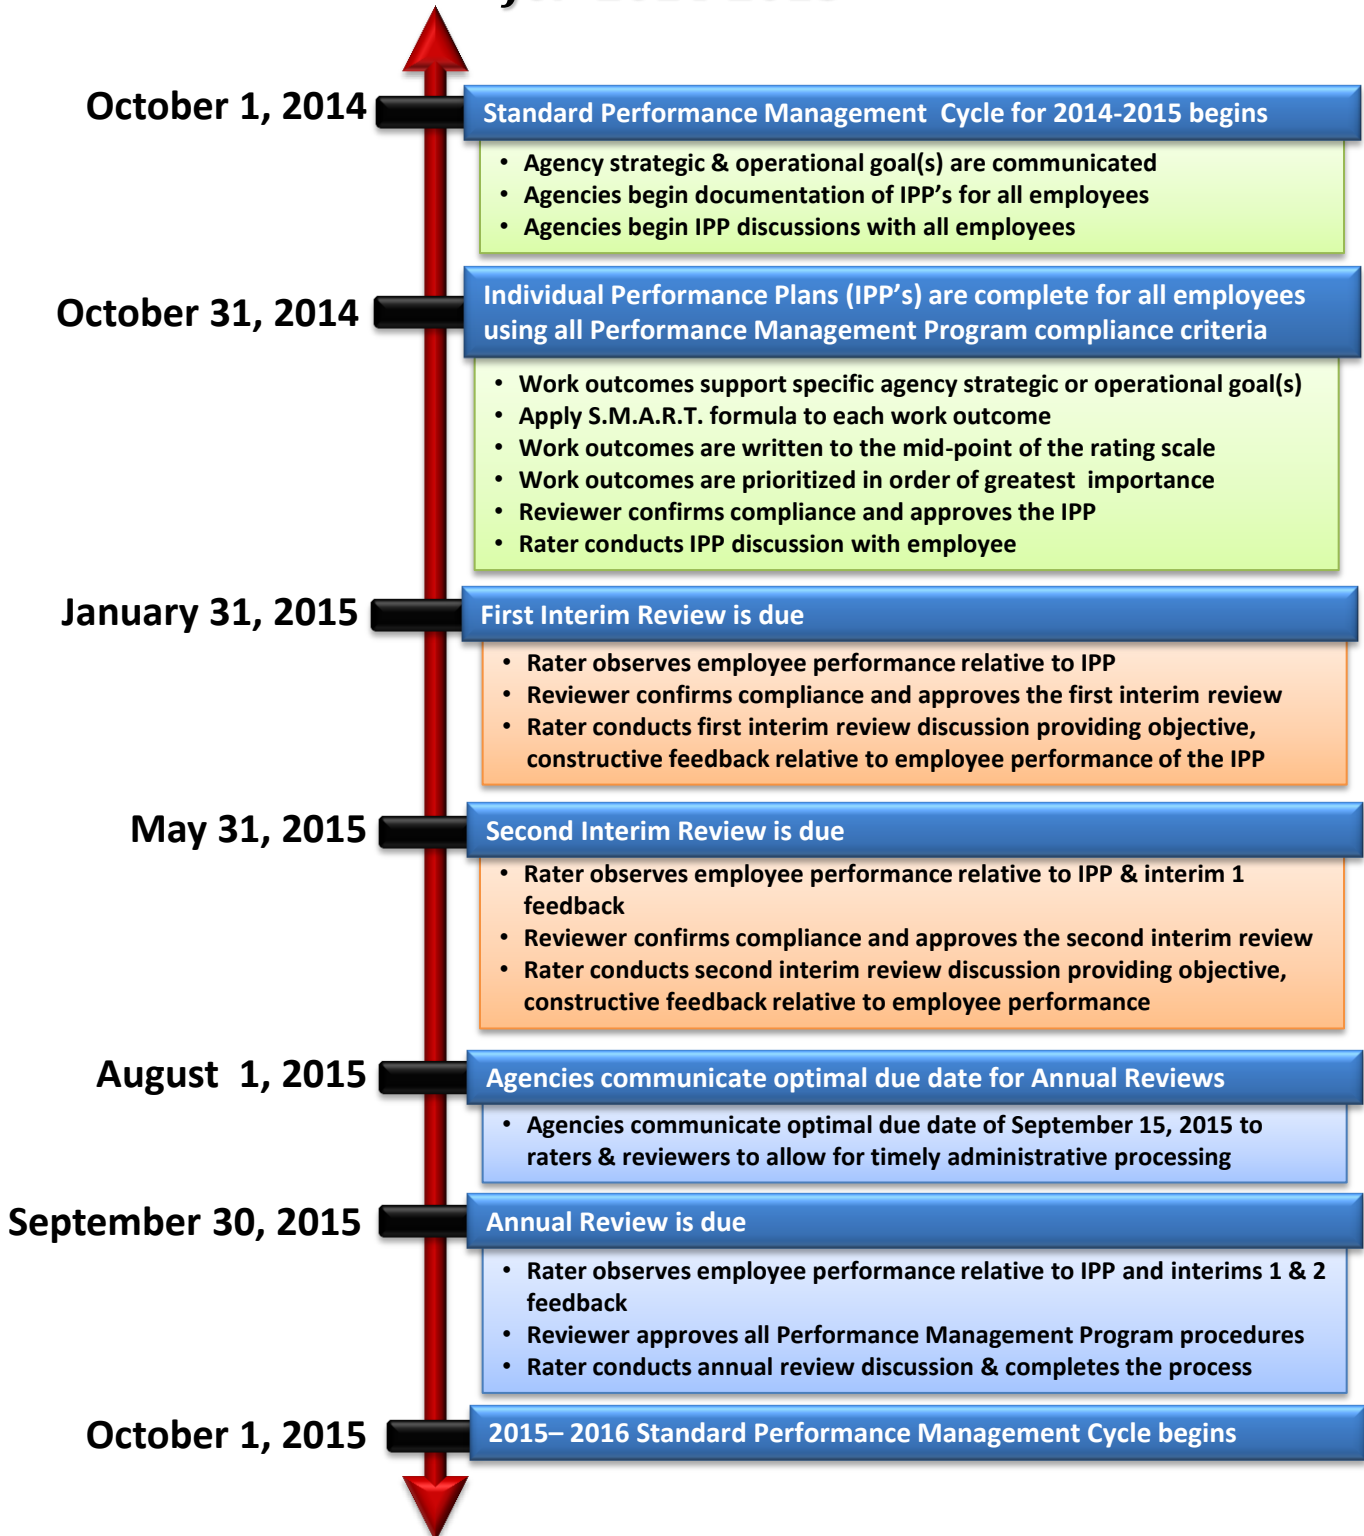 October 1, 2014
Standard Performance Management  Cycle for 2014-2015 begins
• Agency strategic & operational goal(s) are communicated
• Agencies begin documentation of IPP's for all employees
• Agencies begin IPP discussions with all employees
October 31, 2014
Individual Performance Plans (IPP's) are complete for all employees
using all Performance Management Program compliance criteria
• Work outcomes support specific agency strategic or operational goal(s)
• Apply S.M.A.R.T. formula to each work outcome
• Work outcomes are written to the mid-point of the rating scale
• Work outcomes are prioritized in order of greatest  importance
• Reviewer confirms compliance and approves the IPP
• Rater conducts IPP discussion with employee
January 31, 2015
First Interim Review is due
• Rater observes employee performance relative to IPP
• Reviewer confirms compliance and approves the first interim review
• Rater conducts first interim review discussion providing objective,
constructive feedback relative to employee performance of the IPP
May 31, 2015
Second Interim Review is due
• Rater observes employee performance relative to IPP & interim 1
feedback
• Reviewer confirms compliance and approves the second interim review
• Rater conducts second interim review discussion providing objective,
constructive feedback relative to employee performance
August  1, 2015
Agencies communicate optimal due date for Annual Reviews
• Agencies communicate optimal due date of September 15, 2015 to
raters & reviewers to allow for timely administrative processing
September 30, 2015
Annual Review is due
• Rater observes employee performance relative to IPP and interims 1 & 2
feedback
• Reviewer approves all Performance Management Program procedures
• Rater conducts annual review discussion & completes the process
October 1, 2015
2015– 2016 Standard Performance Management Cycle begins